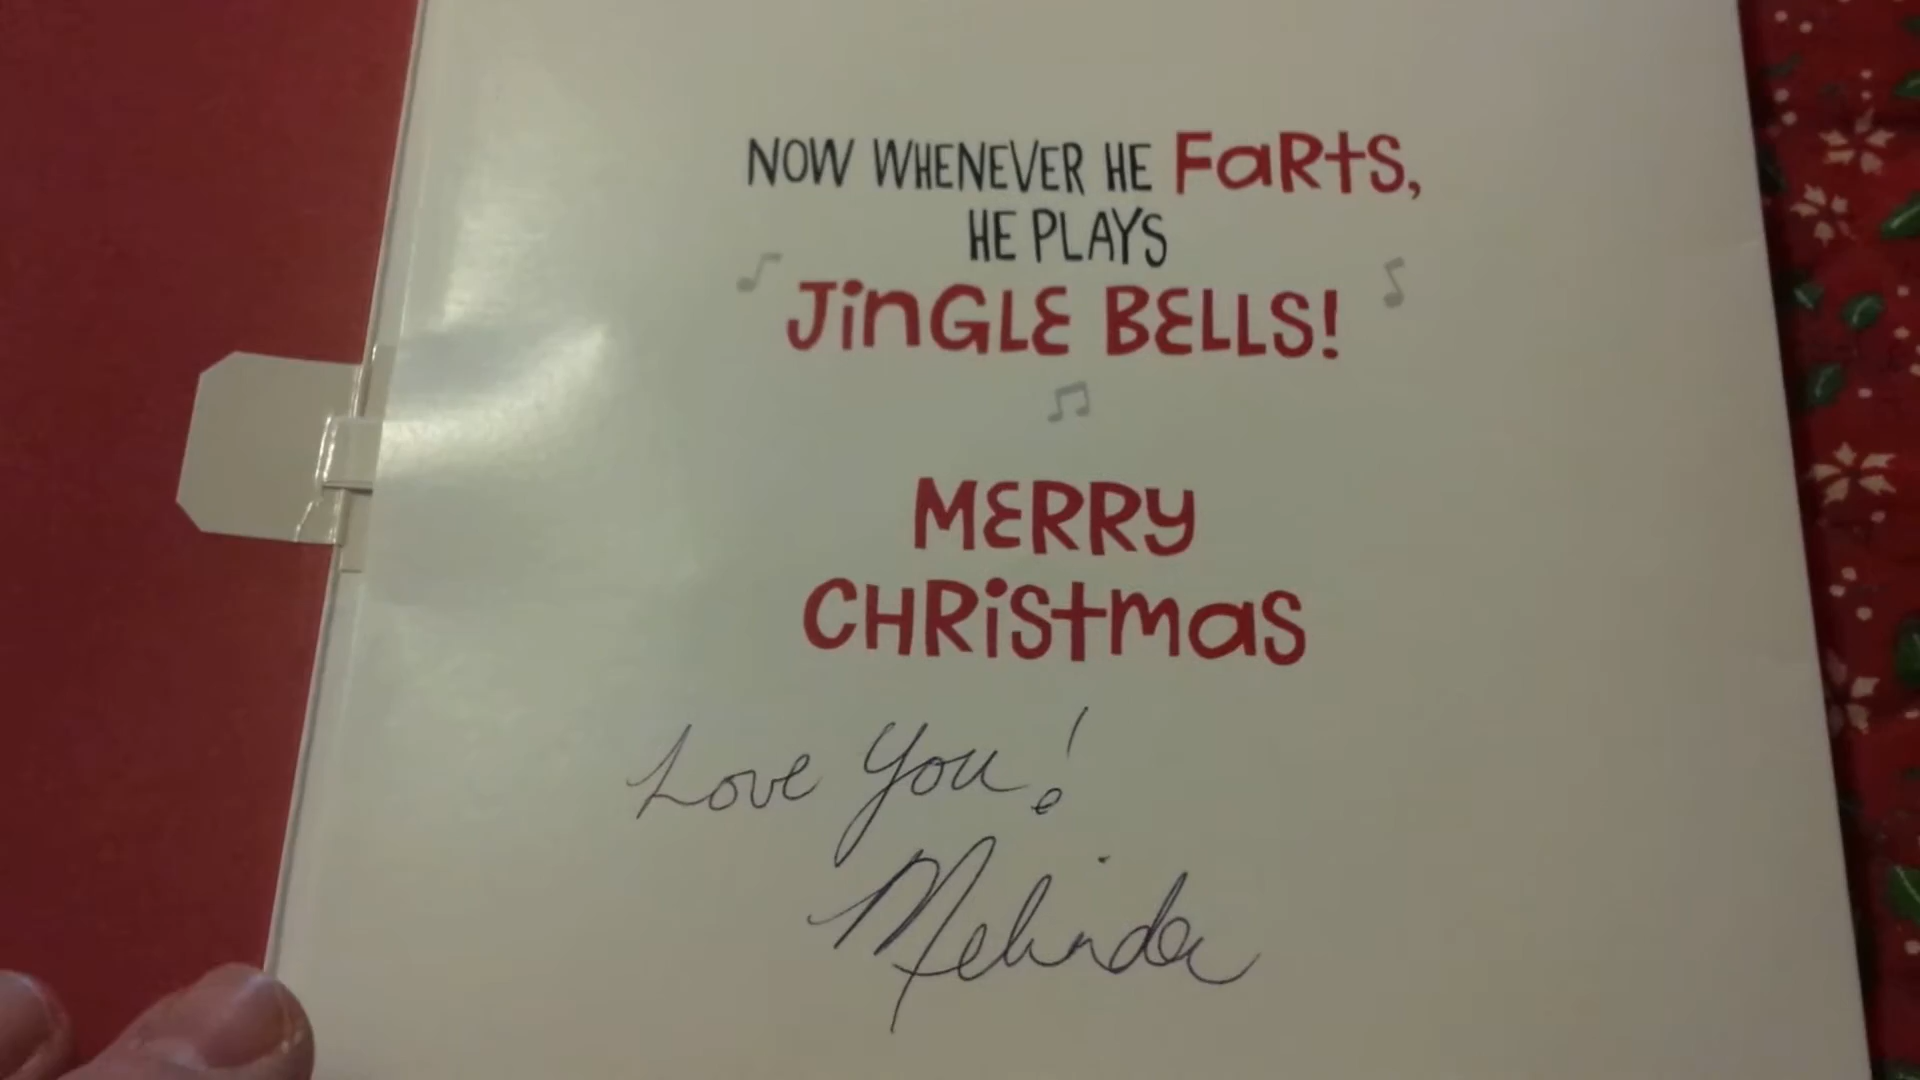 NOW WHENEVER HE FaRtS,
HE PLAYS
JiNGLE BELLS!
MERRY
CHRiStmaS
Love You!
Melinda